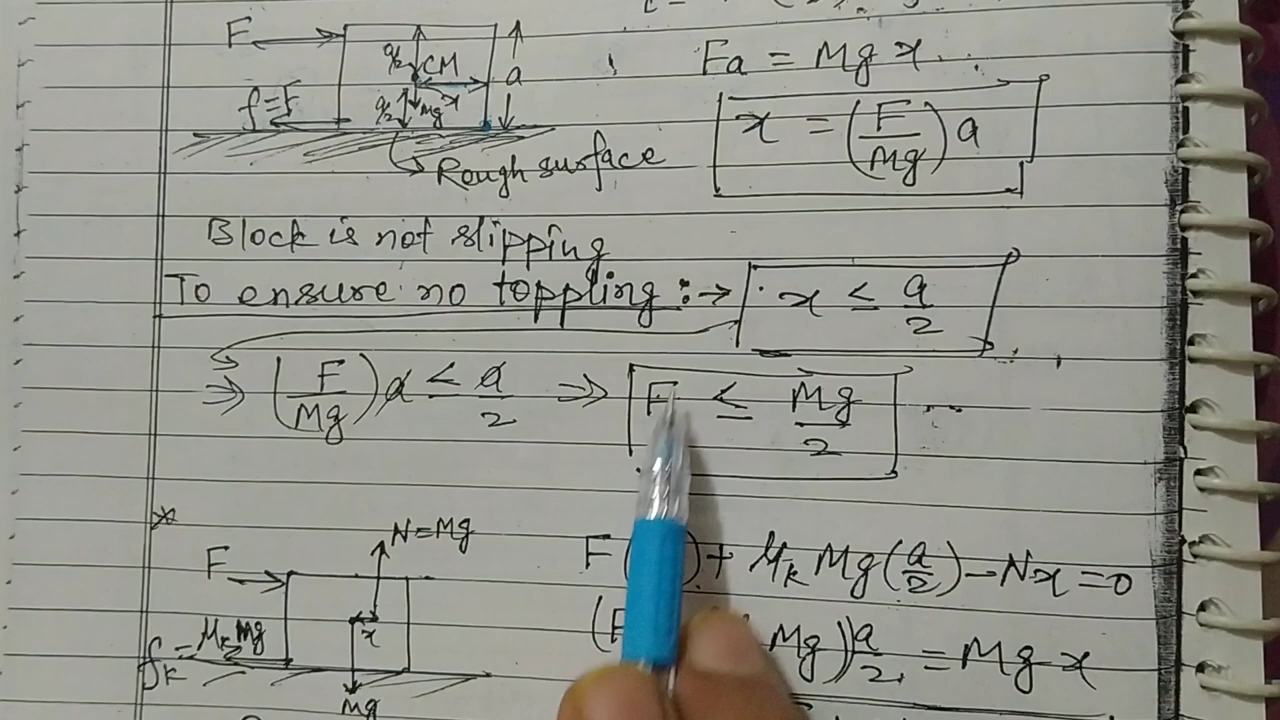 F
a/2
CM
a
a/2
Mg
x
f=F
Rough surface
Fa = Mg x
x = (F/Mg) a
Block is not slipping
To ensure no toppling :→ x ≤ a/2
⇒ (F/Mg) a ≤ a/2 ⇒ F ≤ Mg/2
*
N=Mg
F
x
fk = μk Mg
Mg
F( ) + μk Mg (a/2) - Nx = 0
Mg) a/2 = Mg x